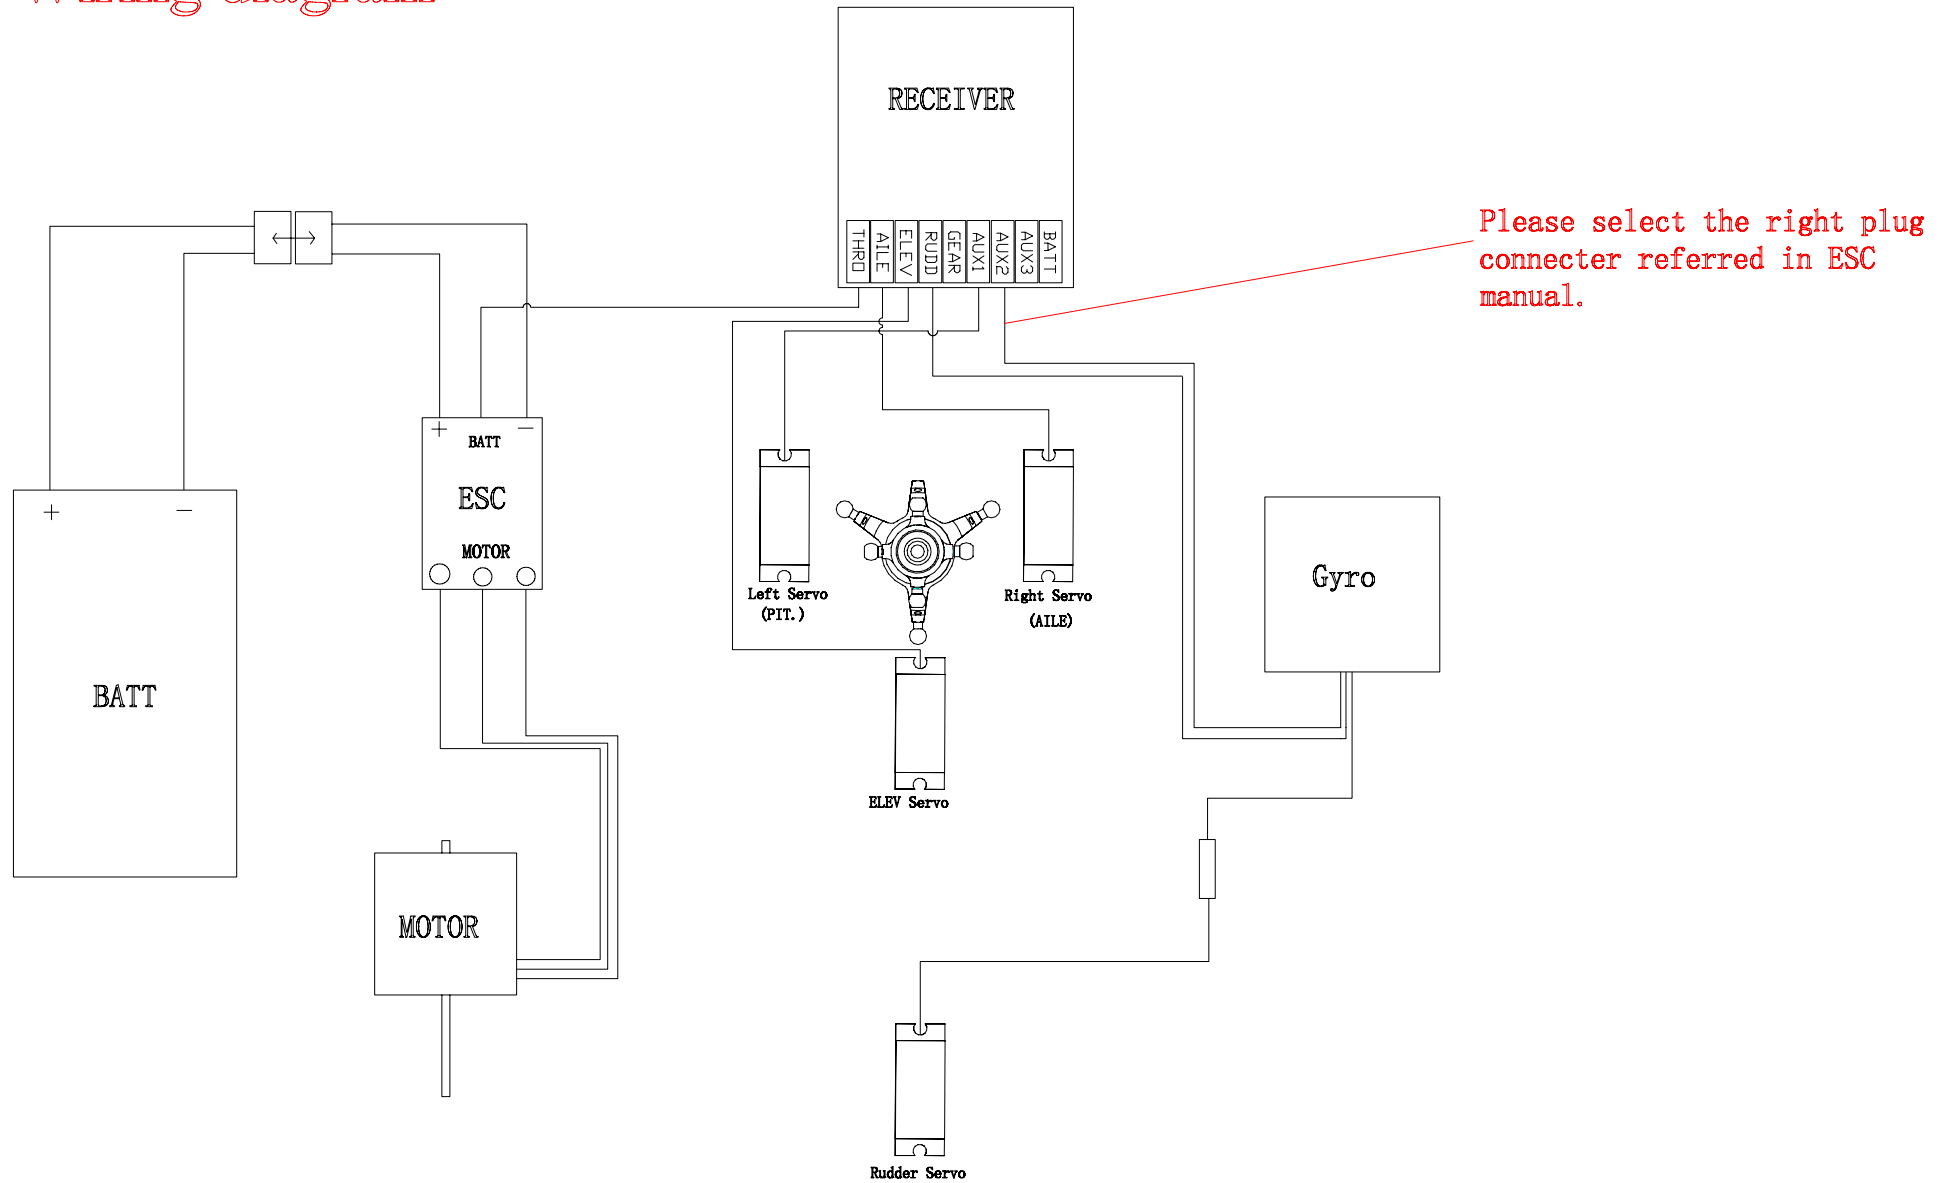 RECEIVER
THRO
AILE
ELEV
RUDD
GEAR
AUX1
AUX2
AUX3
BATT
Please select the right plug
connecter referred in ESC
manual.
+
BATT
—
ESC
MOTOR
+
—
BATT
Left Servo
(PIT.)
Right Servo
(AILE)
Gyro
ELEV Servo
MOTOR
Rudder Servo